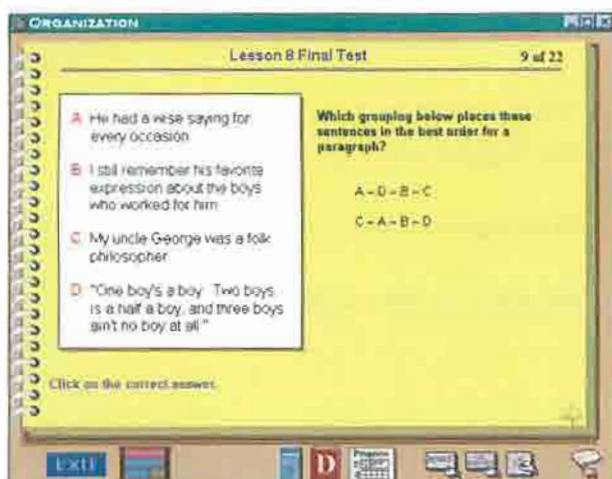 ORGANIZATION
Lesson 8 Final Test
9 of 22
A He had a wise saying for
every occasion
B I still remember his favorite
expression about the boys
who worked for him
C My uncle George was a folk
philosopher
D "One boy's a boy. Two boys
is a half a boy, and three boys
ain't no boy at all."
Which grouping below places these
sentences in the best order for a
paragraph?
A - D - B - C
C - A - B - D
Click on the correct answer.
EXIT
D
Progress